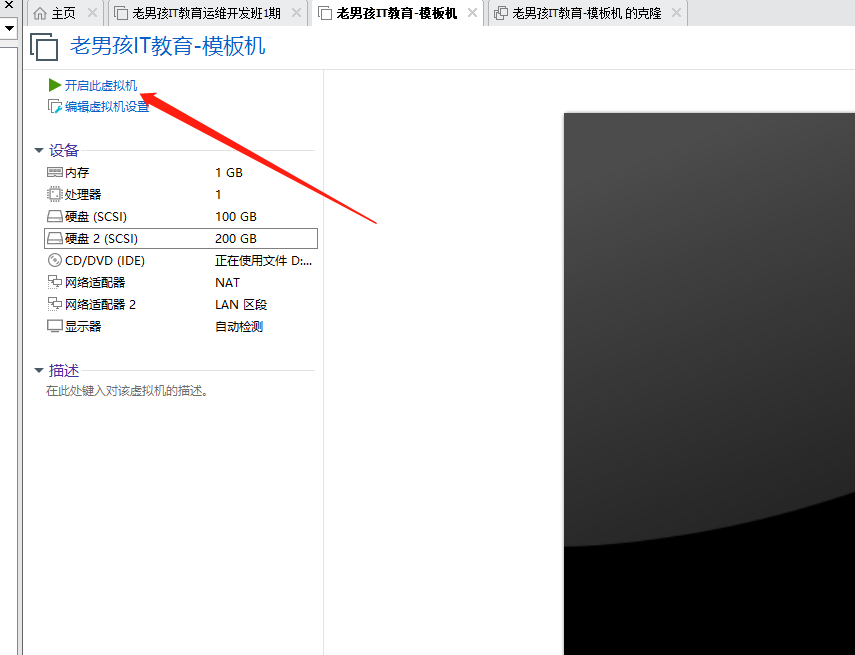 主页
老男孩IT教育运维开发班1期
老男孩IT教育-模板机
老男孩IT教育-模板机 的克隆
老男孩IT教育-模板机
开启此虚拟机
编辑虚拟机设置
设备
内存 1 GB
处理器 1
硬盘 (SCSI) 100 GB
硬盘 2 (SCSI) 200 GB
CD/DVD (IDE) 正在使用文件 D:...
网络适配器 NAT
网络适配器 2 LAN 区段
显示器 自动检测
描述
在此处键入对该虚拟机的描述。